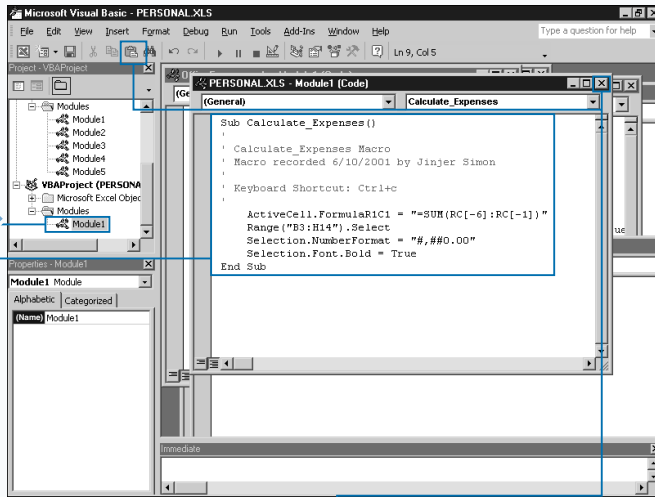 Microsoft Visual Basic - PERSONAL.XLS
File Edit View Insert Format Debug Run Tools Add-Ins Window Help
Type a question for help
Ln 9, Col 5
Project - VBAProject
Modules
Module1
Module2
Module3
Module4
Module5
VBAProject (PERSONA
Microsoft Excel Objec
Modules
Module1
Properties - Module1
Module1 Module
Alphabetic Categorized
(Name) Module1
PERSONAL.XLS - Module1 (Code)
(General) Calculate_Expenses
Sub Calculate_Expenses()
'
' Calculate_Expenses Macro
' Macro recorded 6/10/2001 by Jinjer Simon
'
' Keyboard Shortcut: Ctrl+c
'
ActiveCell.FormulaR1C1 = "=SUM(RC[-6]:RC[-1])"
Range("B3:H14").Select
Selection.NumberFormat = "#,##0.00"
Selection.Font.Bold = True
End Sub
(Ge
ue
Immediate